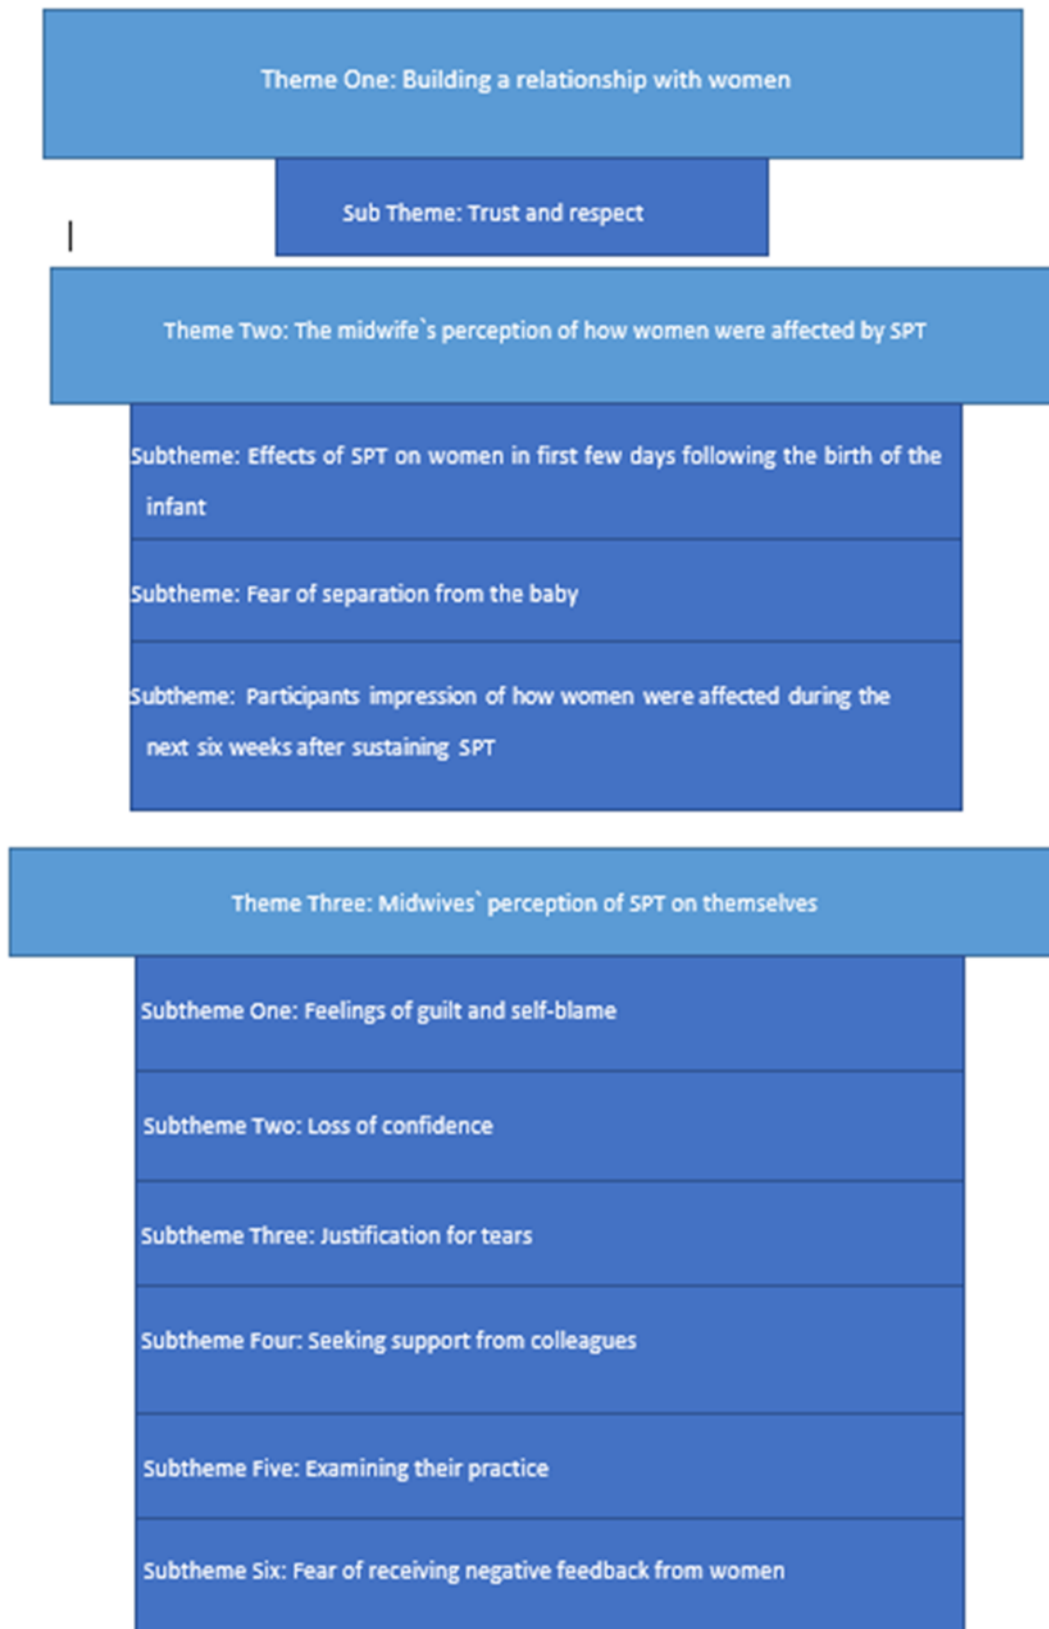 Theme One: Building a relationship with women
Sub Theme: Trust and respect
Theme Two: The midwife`s perception of how women were affected by SPT
Subtheme: Effects of SPT on women in first few days following the birth of the
infant
Subtheme: Fear of separation from the baby
Subtheme: Participants impression of how women were affected during the
next six weeks after sustaining SPT
Theme Three: Midwives` perception of SPT on themselves
Subtheme One: Feelings of guilt and self-blame
Subtheme Two: Loss of confidence
Subtheme Three: Justification for tears
Subtheme Four: Seeking support from colleagues
Subtheme Five: Examining their practice
Subtheme Six: Fear of receiving negative feedback from women